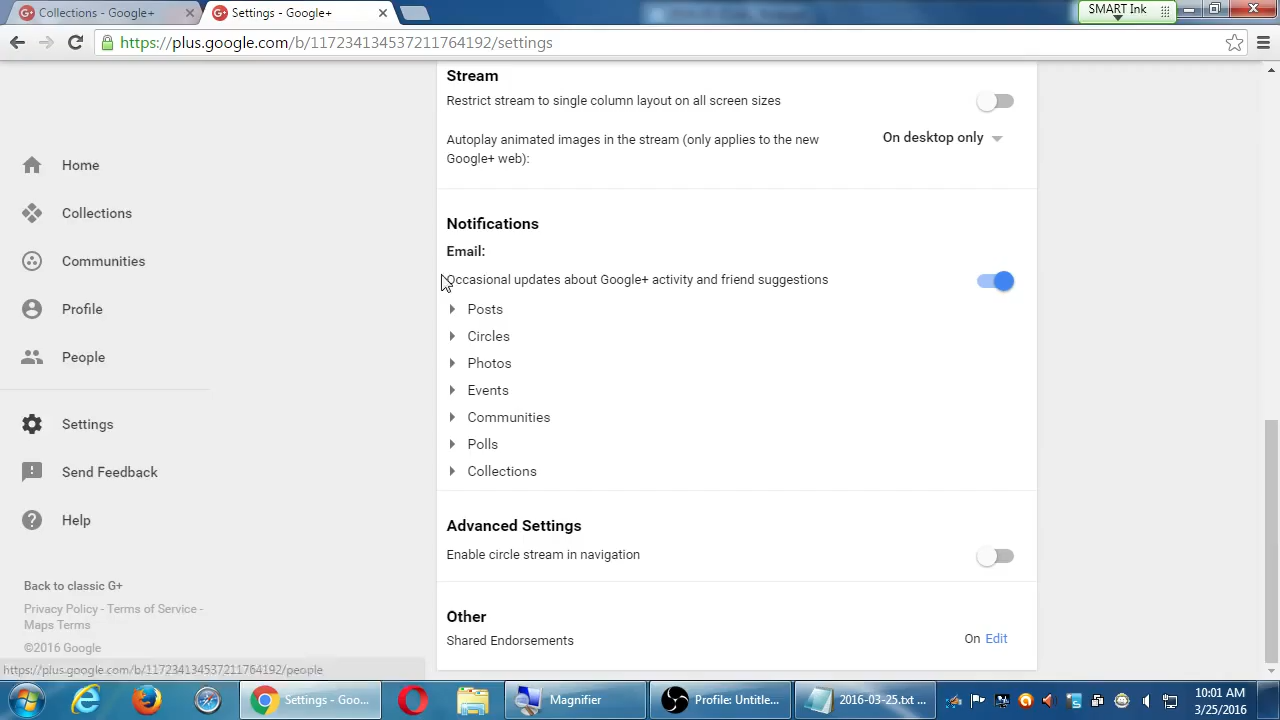 Collections - Google+
Settings - Google+
SMART Ink
https://plus.google.com/b/117234134537211764192/settings
Stream
Restrict stream to single column layout on all screen sizes
Autoplay animated images in the stream (only applies to the new
Google+ web):
On desktop only
Home
Collections
Communities
Profile
People
Settings
Send Feedback
Help
Notifications
Email:
Occasional updates about Google+ activity and friend suggestions
Posts
Circles
Photos
Events
Communities
Polls
Collections
Advanced Settings
Enable circle stream in navigation
Other
Shared Endorsements
On Edit
Back to classic G+
Privacy Policy - Terms of Service -
Maps Terms
©2016 Google
https://plus.google.com/b/117234134537211764192/people
Settings - Goo...
Magnifier
Profile: Untitle...
2016-03-25.txt ...
10:01 AM
3/25/2016